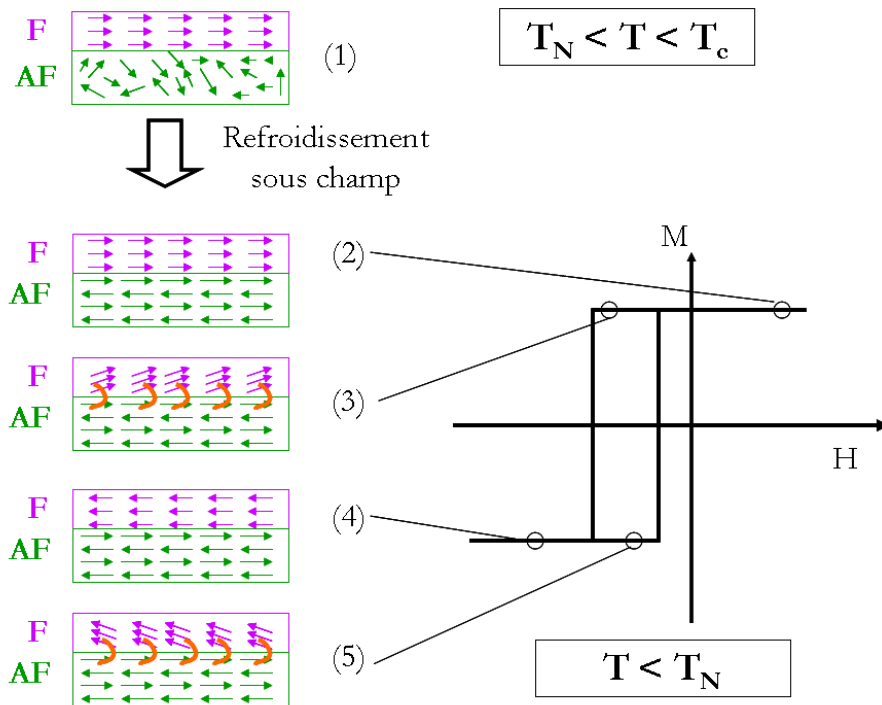 F
AF
(1)
T_N < T < T_c
Refroidissement
sous champ
F
AF
(2)
M
F
AF
(3)
H
F
AF
(4)
F
AF
(5)
T < T_N